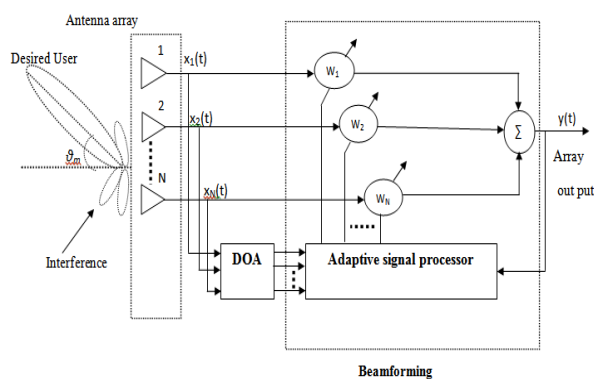 Antenna array
Desired User
1
x1(t)
W1
2
x2(t)
W2
y(t)
Σ
ϑm
N
xN(t)
WN
Array
out put
Interference
DOA
Adaptive signal processor
Beamforming